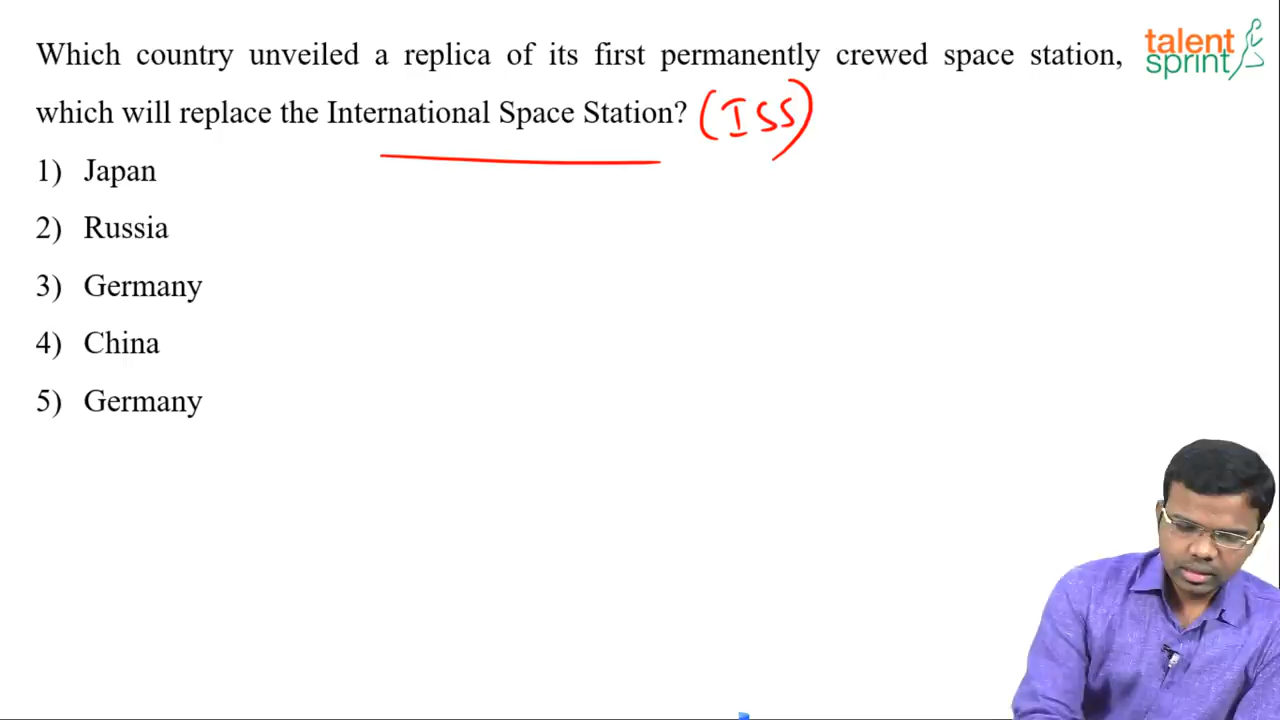 Which country unveiled a replica of its first permanently crewed space station,
which will replace the International Space Station? (ISS)
1) Japan
2) Russia
3) Germany
4) China
5) Germany
talent
sprint